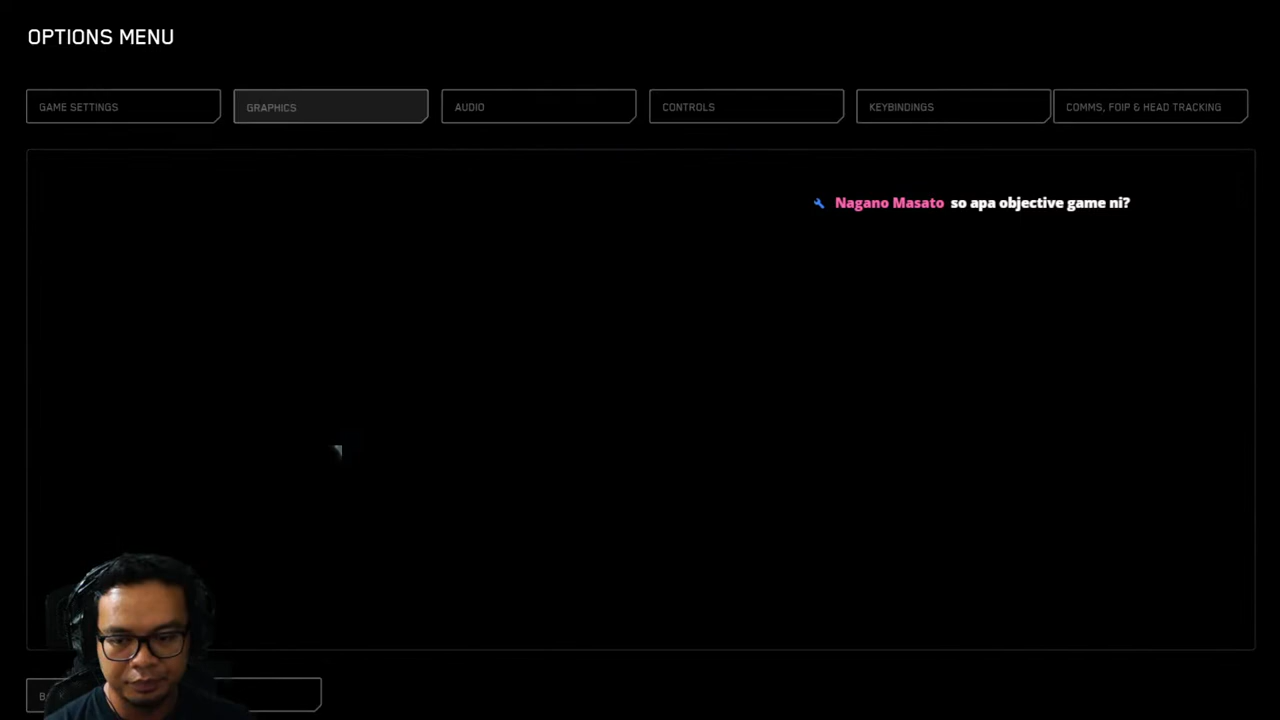 OPTIONS MENU
GAME SETTINGS
GRAPHICS
AUDIO
CONTROLS
KEYBINDINGS
COMMS, FOIP & HEAD TRACKING
Nagano Masato so apa objective game ni?